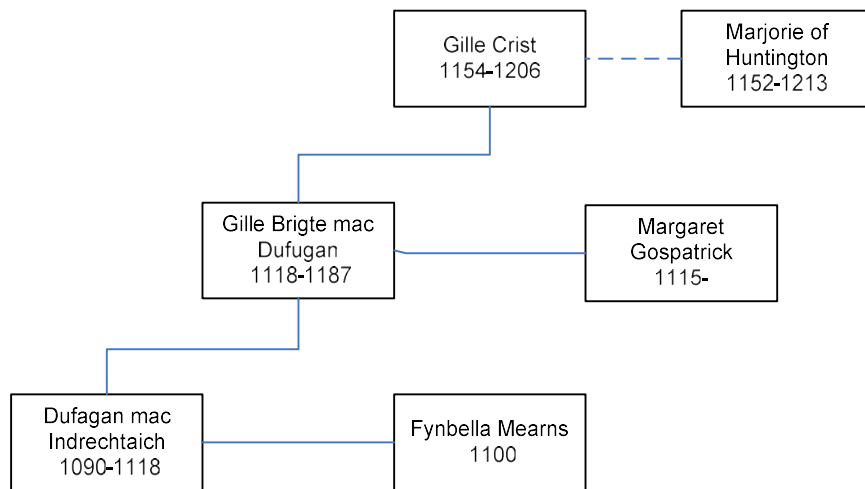 Gille Crist
1154-1206
Marjorie of
Huntington
1152-1213
Gille Brigte mac
Dufugan
1118-1187
Margaret
Gospatrick
1115-
Dufagan mac
Indrechtaich
1090-1118
Fynbella Mearns
1100